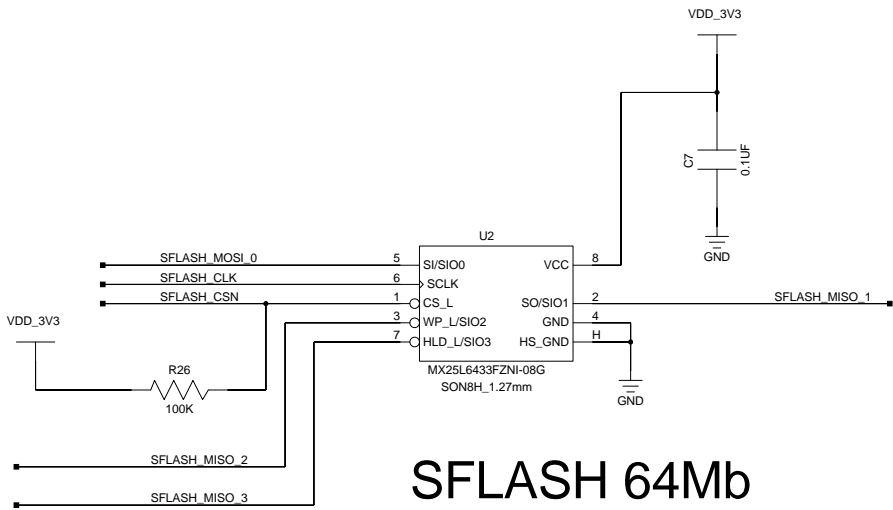 VDD_3V3
C7
0.1UF
GND
U2
SFLASH_MOSI_0 5 SI/SIO0 VCC 8
SFLASH_CLK 6 SCLK
SFLASH_CSN 1 CS_L SO/SIO1 2 SFLASH_MISO_1
VDD_3V3 3 WP_L/SIO2 GND 4
7 HLD_L/SIO3 HS_GND H
MX25L6433FZNI-08G
SON8H_1.27mm
GND
R26
100K
SFLASH_MISO_2
SFLASH_MISO_3
SFLASH 64Mb